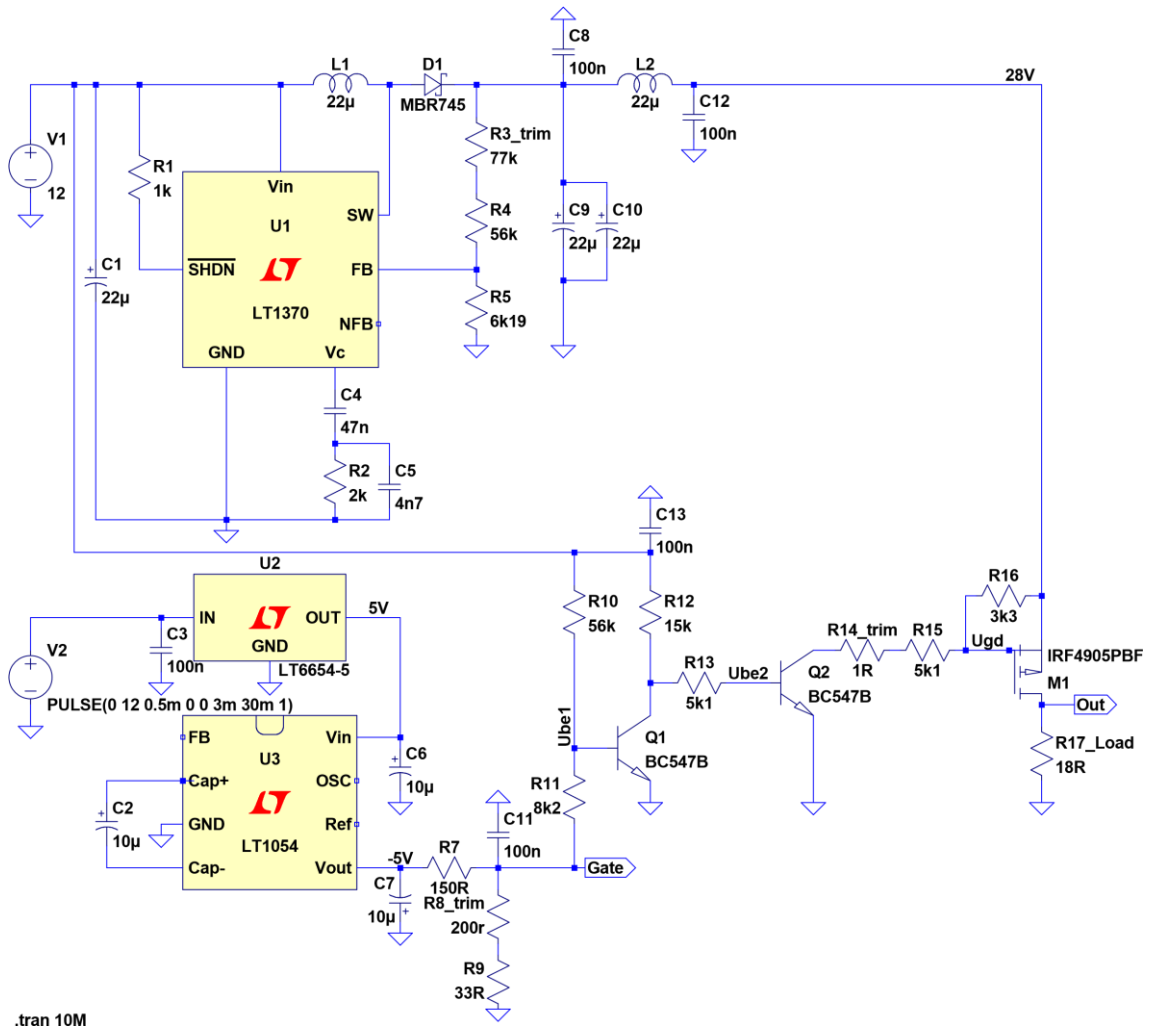 C8
100n
L1
22µ
D1
MBR745
L2
22µ
28V
C12
100n
V1
12
R1
1k
R3_trim
77k
Vin
R4
56k
SW
U1
C9
22µ
C10
22µ
C1
22µ
SHDN
FB
LT1370
R5
6k19
NFB
GND
Vc
C4
47n
R2
2k
C5
4n7
C13
100n
U2
IN
OUT
5V
GND
LT6654-5
C3
100n
V2
PULSE(0 12 0.5m 0 0 3m 30m 1)
R10
56k
R12
15k
R16
3k3
R14_trim
1R
R15
5k1
Ugd
IRF4905PBF
M1
R13
5k1
Ube2
Q2
BC547B
Out
R17_Load
18R
Ube1
Q1
BC547B
FB
Vin
U3
C6
10µ
Cap+
OSC
C2
10µ
GND
Ref
LT1054
Cap-
Vout
-5V
R7
150R
C7
10µ
C11
100n
R11
8k2
Gate
R8_trim
200r
R9
33R
.tran 10M